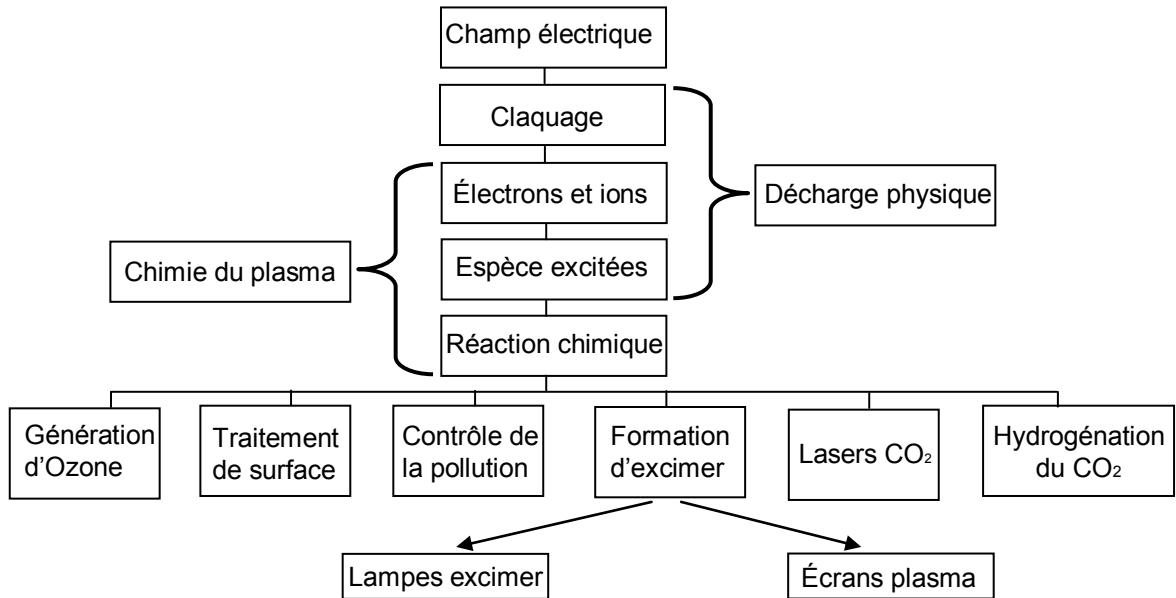 Champ électrique
Claquage
Électrons et ions
Décharge physique
Espèce excitées
Chimie du plasma
Réaction chimique
Génération
d'Ozone
Traitement
de surface
Contrôle de
la pollution
Formation
d'excimer
Lasers CO₂
Hydrogénation
du CO₂
Lampes excimer
Écrans plasma